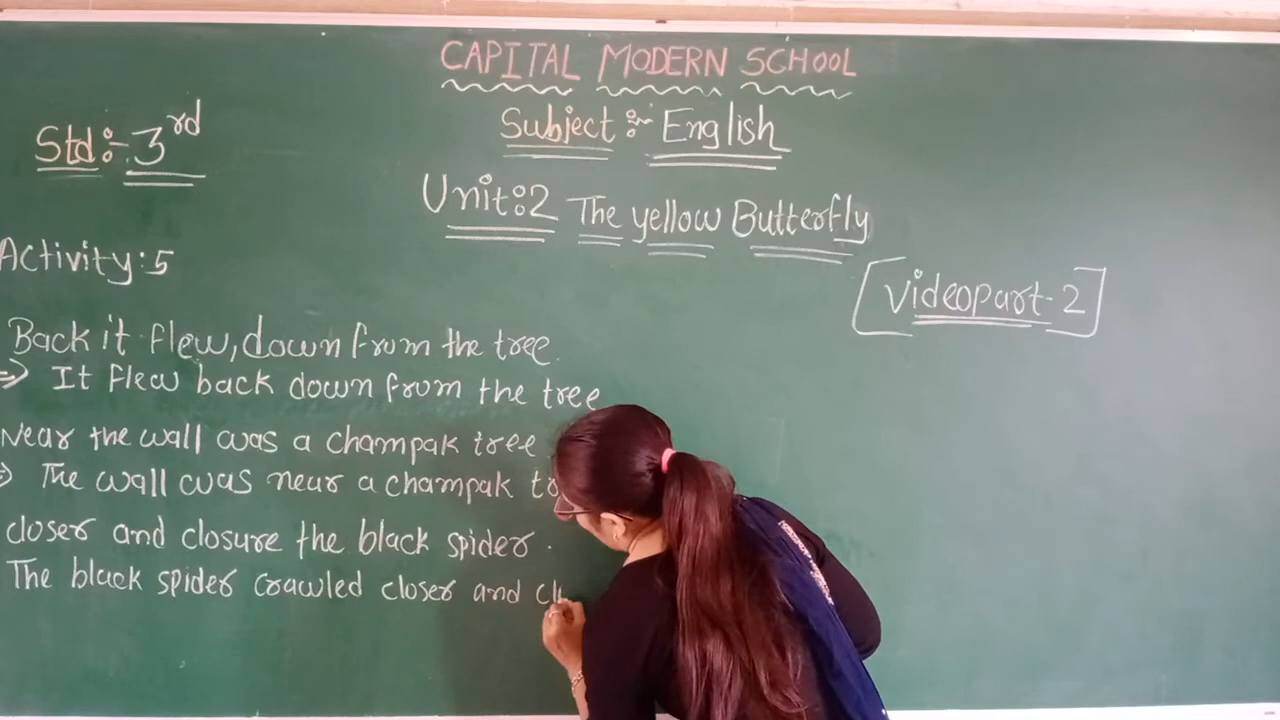 CAPITAL MODERN SCHOOL
Subject :- English
Std :- 3rd
Unit:2 The yellow Butterfly
Activity:5
[Videopart-2]
Back it flew, down from the tree.
⇒ It flew back down from the tree
Near the wall was a champak tree
⇒ The wall was near a champak
closer and closure the black spider.
The black spider crawled closer and